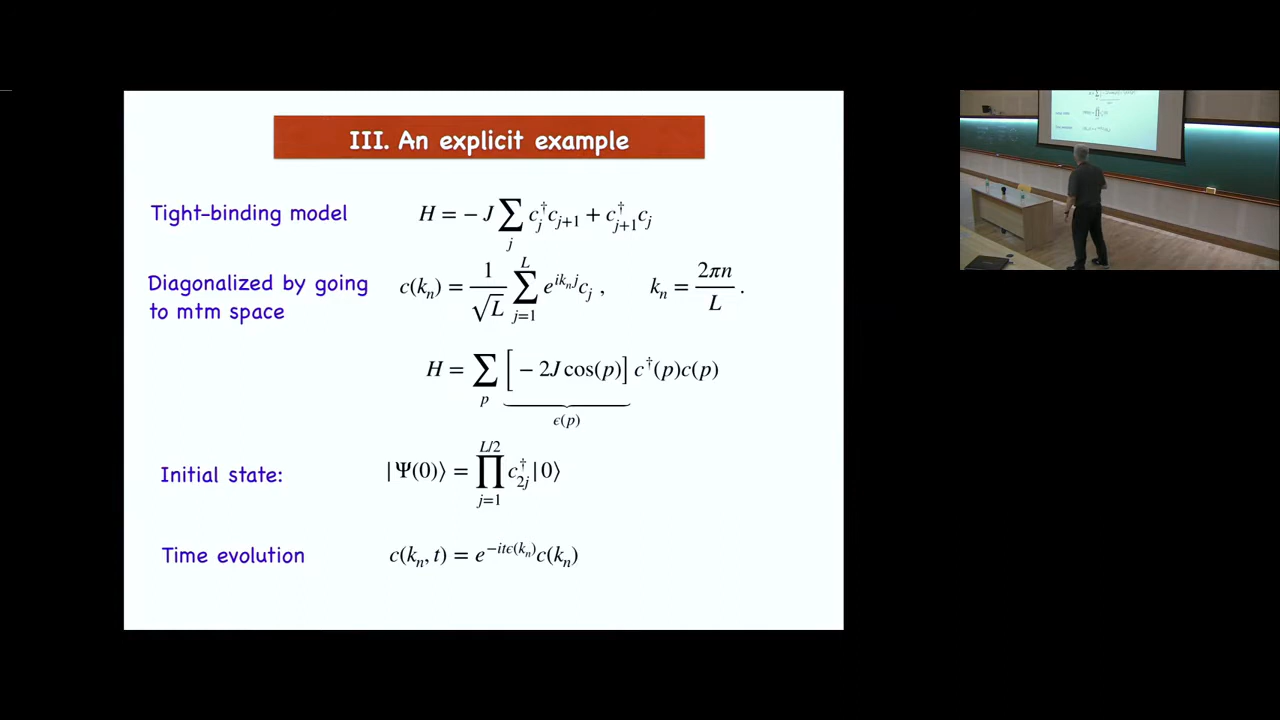 III. An explicit example
Tight-binding model H = − J ∑_j c†_j c_{j+1} + c†_{j+1} c_j
Diagonalized by going
to mtm space c(k_n) = 1/√L ∑_{j=1}^{L} e^{ik_n j} c_j , k_n = 2πn/L .
H = ∑_p [ − 2J cos(p)] c†(p)c(p)
ϵ(p)
Initial state: |Ψ(0)⟩ = ∏_{j=1}^{L/2} c†_{2j} |0⟩
Time evolution c(k_n, t) = e^{−itϵ(k_n)} c(k_n)